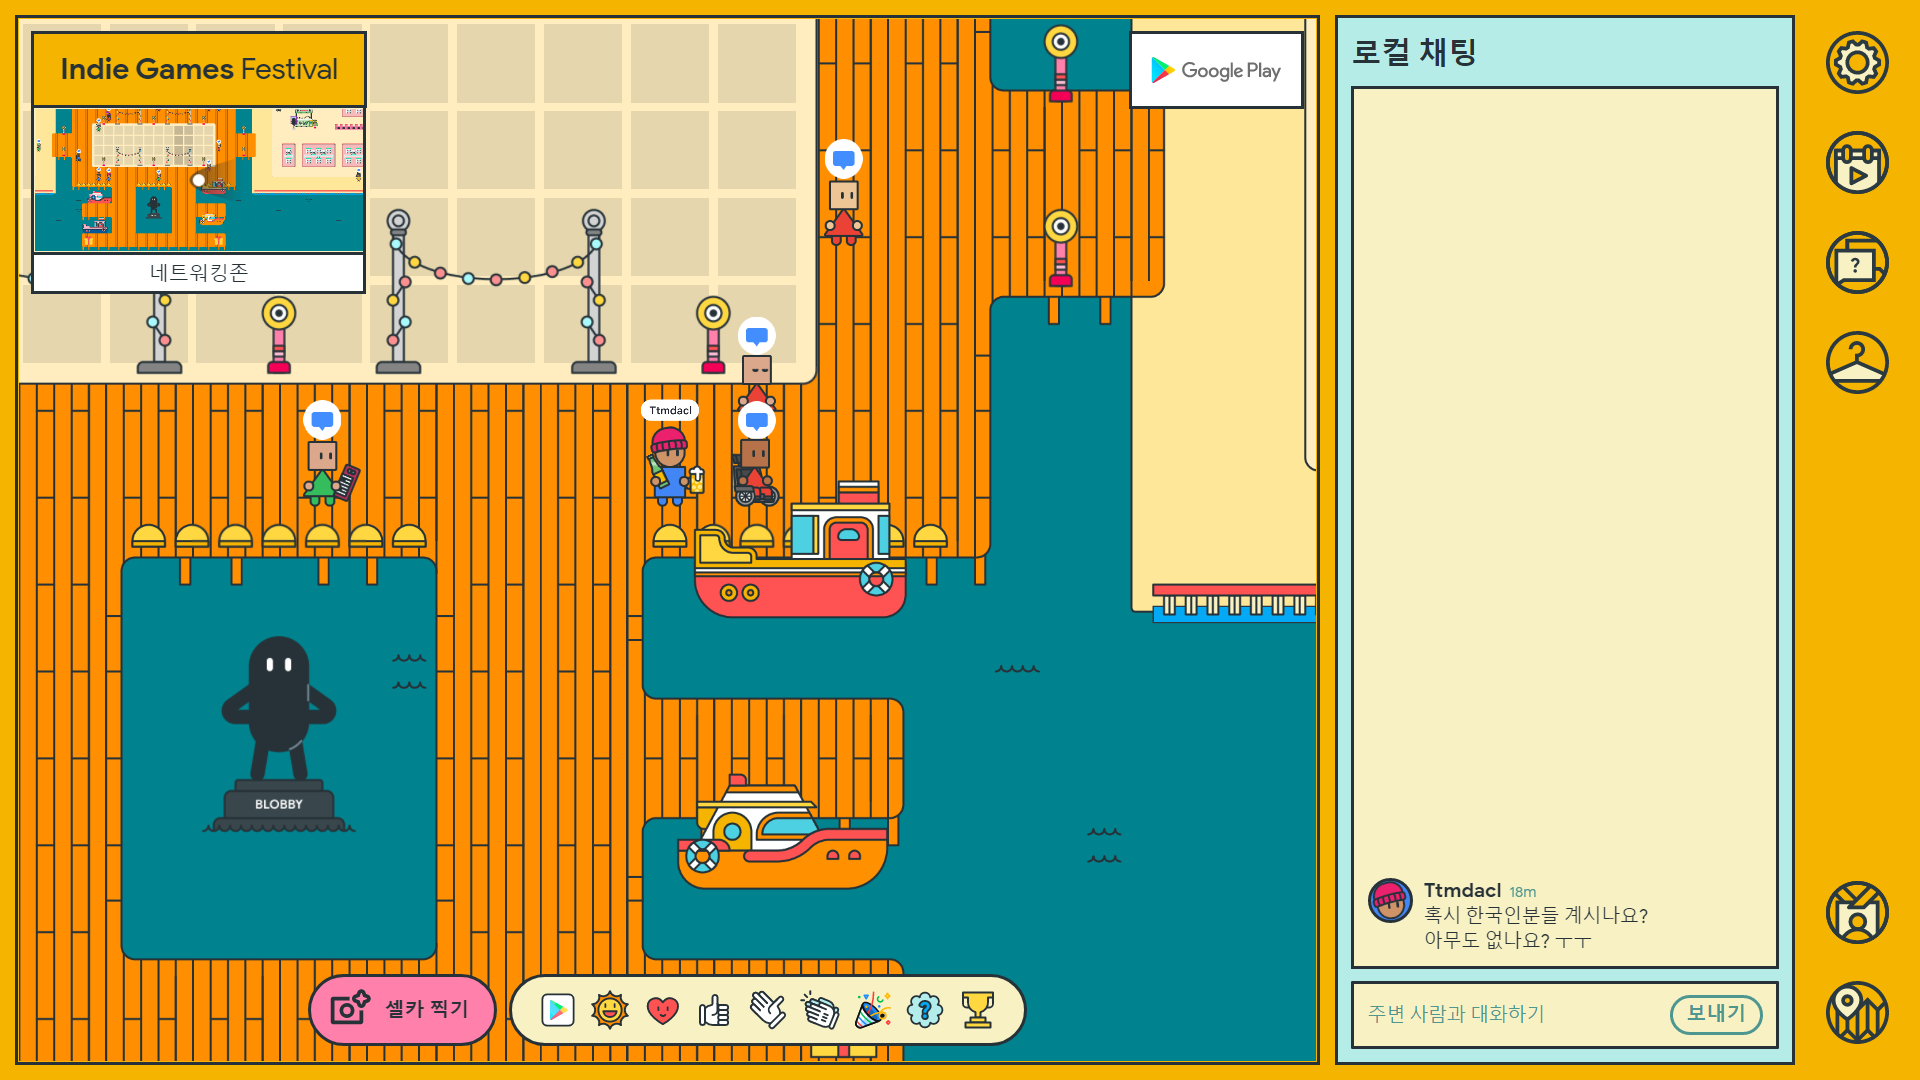 Indie Games Festival
네트워킹존
Google Play
Ttmdacl
BLOBBY
셀카 찍기
?
로컬 채팅
Ttmdacl 18m
혹시 한국인분들 계시나요?
아무도 없나요? ㅜㅜ
주변 사람과 대화하기
보내기
?